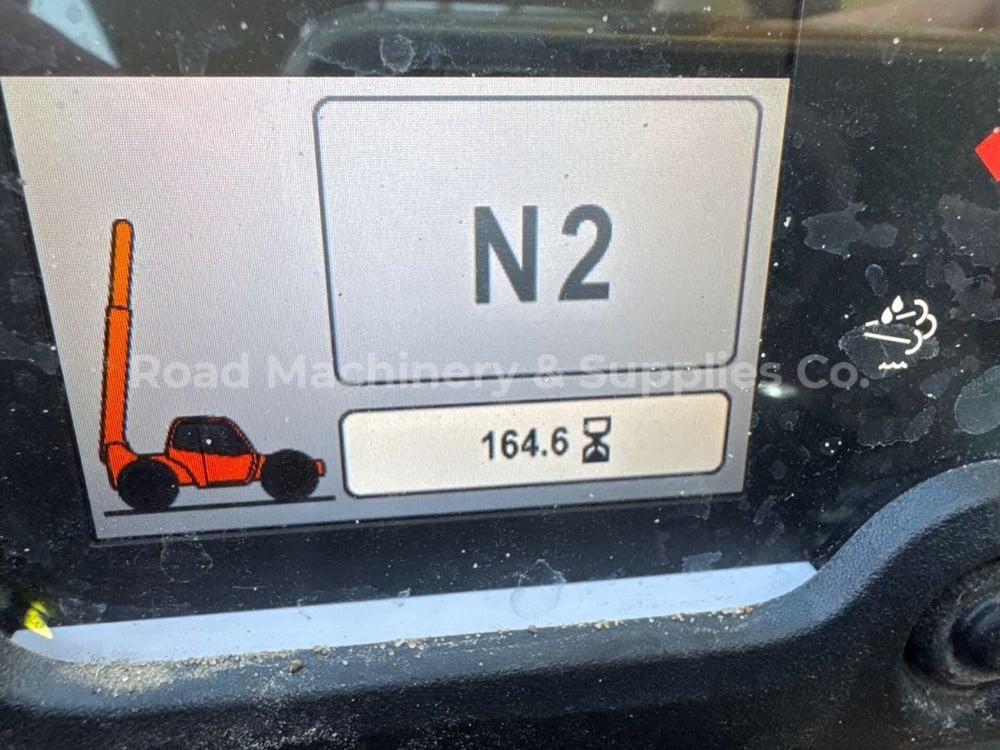 N2
Road Machinery & Supplies Co.
164.6